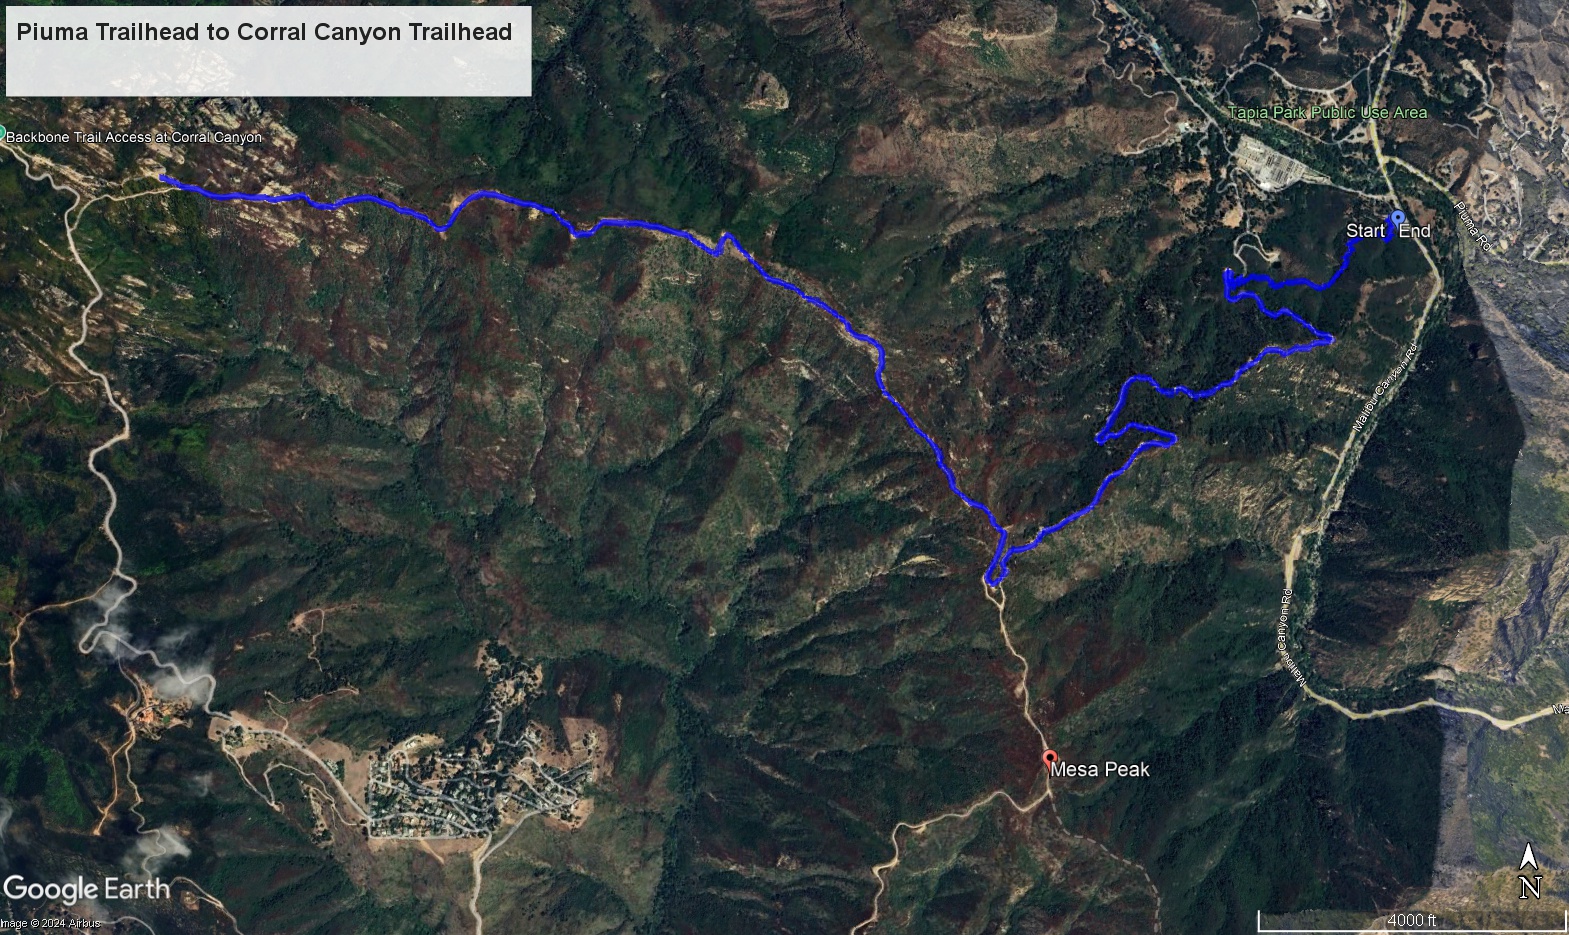 Piuma Trailhead to Corral Canyon Trailhead
Tapia Park Public Use Area
Backbone Trail Access at Corral Canyon
Piuma Rd
Start End
Malibu Canyon Rd
Malibu Canyon Rd
Ma
Mesa Peak
Google Earth
N
4000 ft
Image © 2024 Airbus